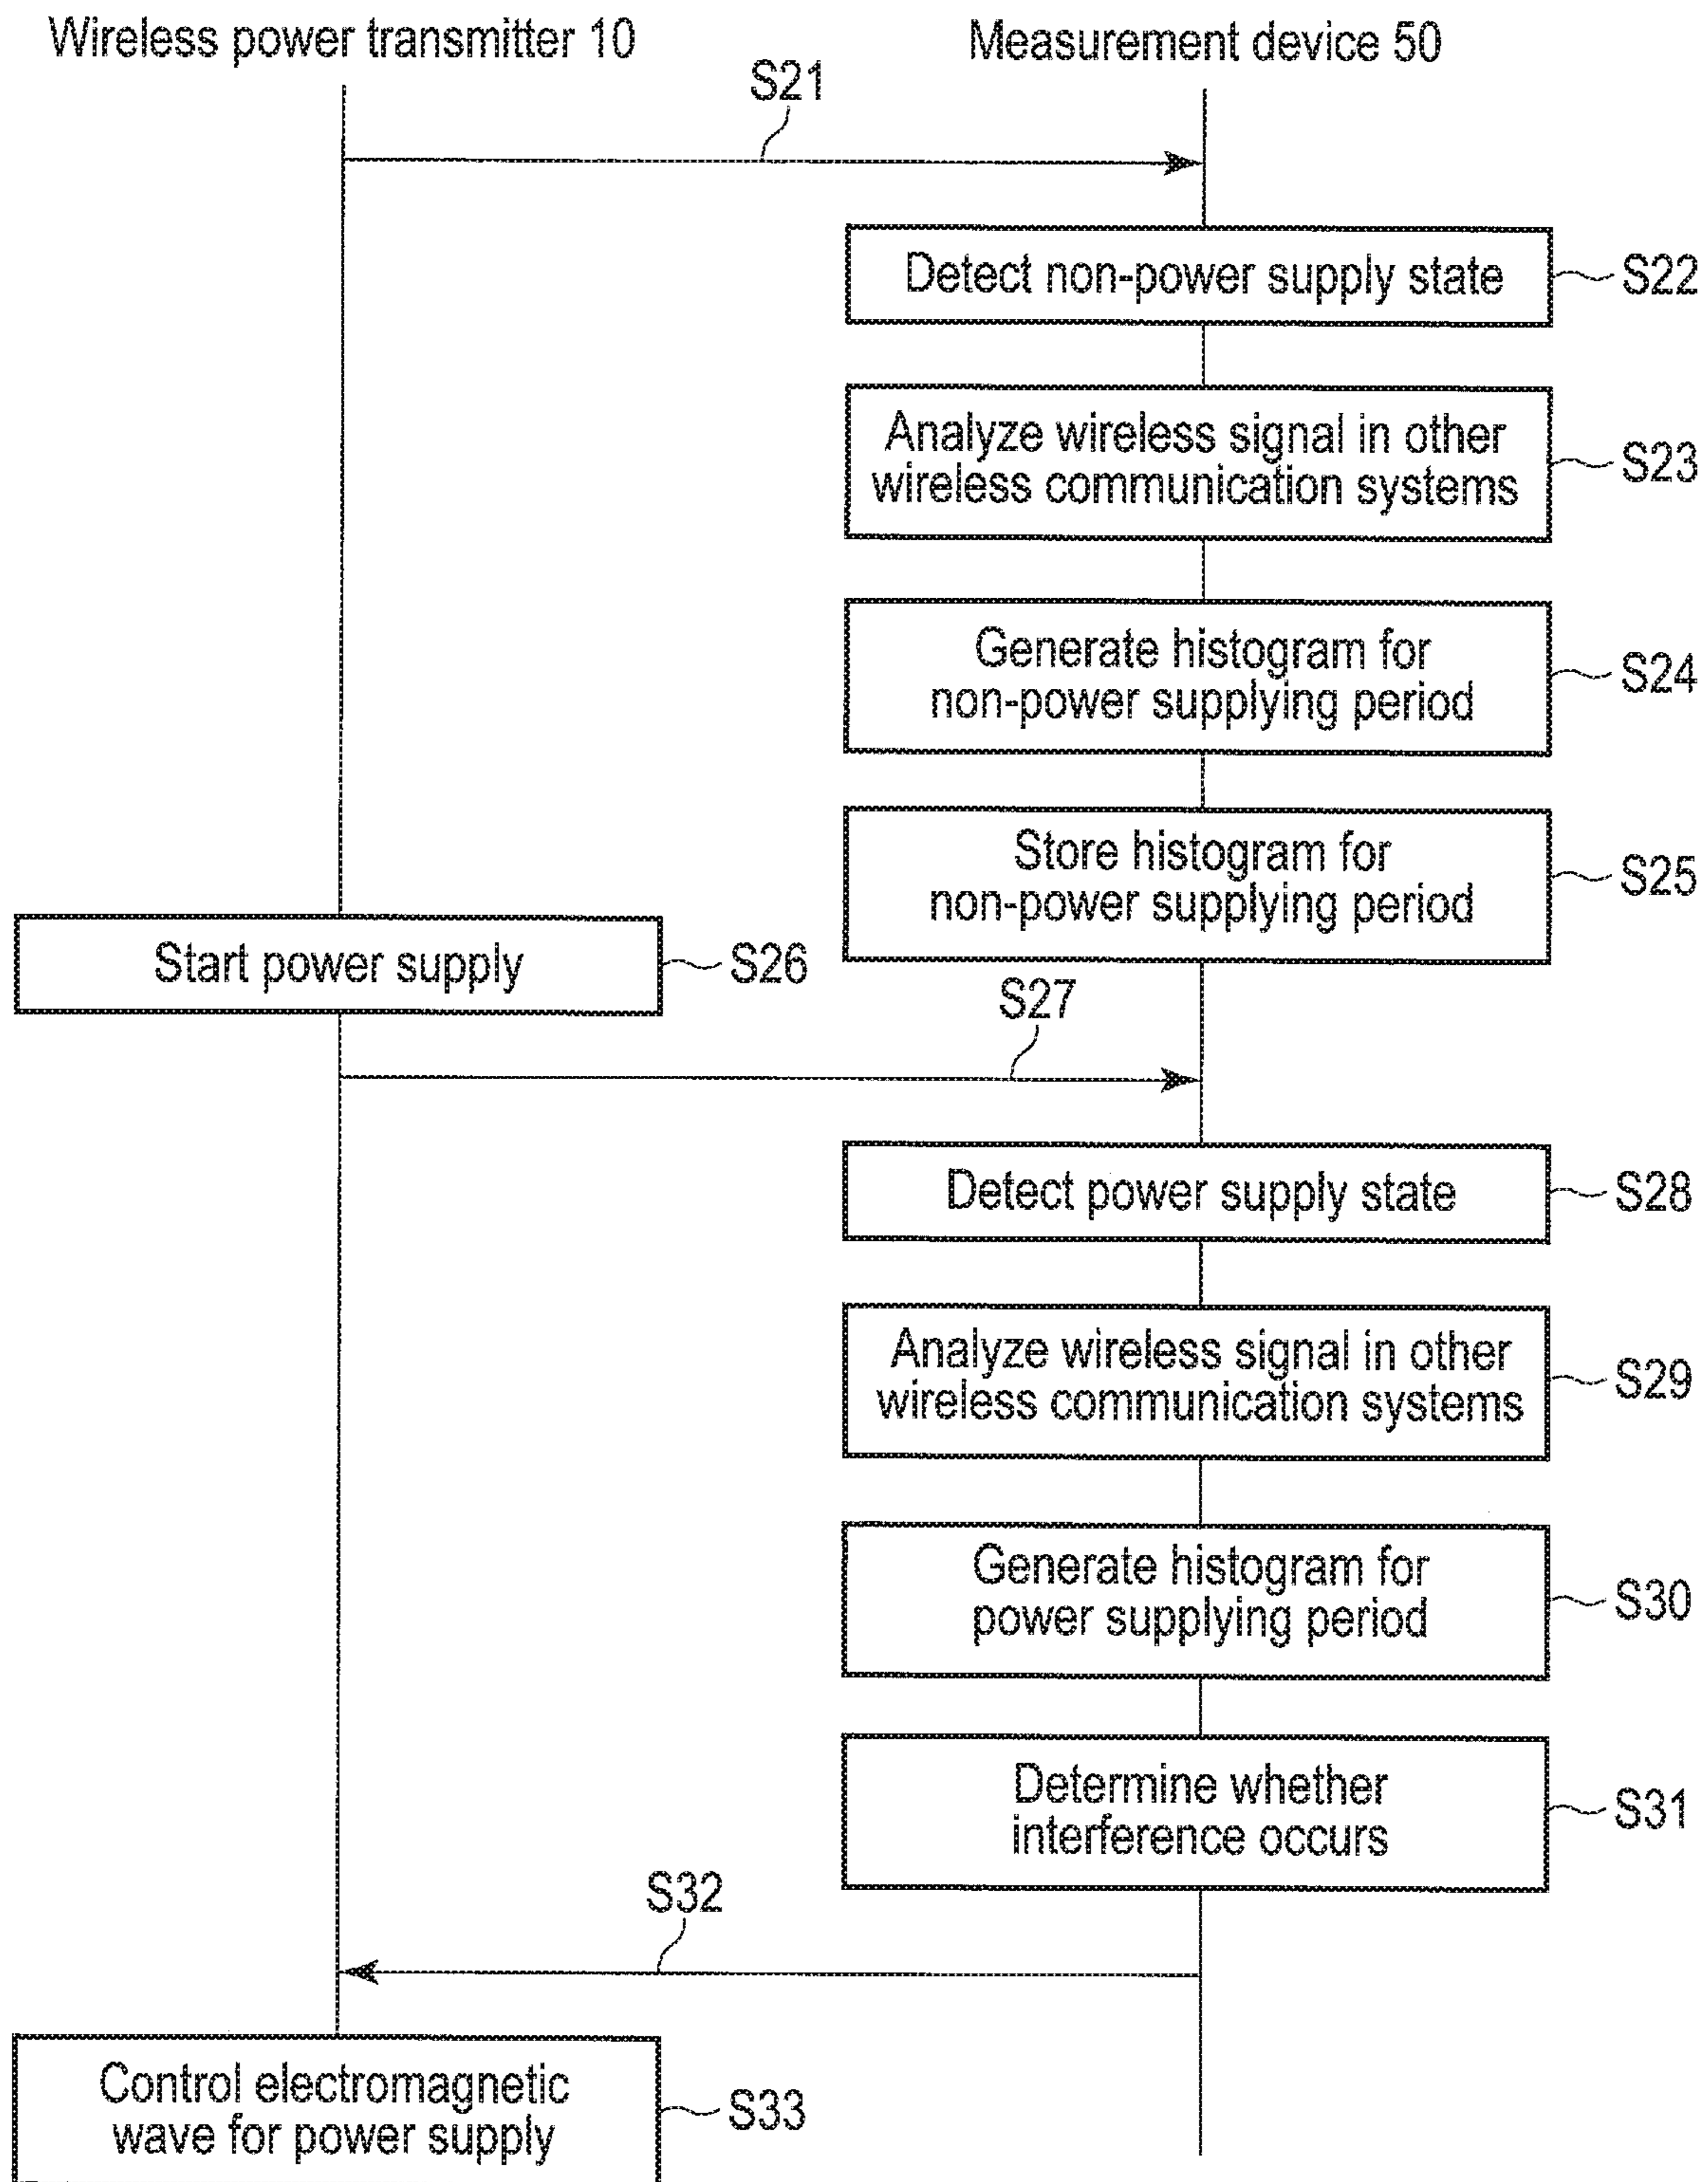 Wireless power transmitter 10
Measurement device 50
S21
Detect non-power supply state
S22
Analyze wireless signal in other
wireless communication systems
S23
Generate histogram for
non-power supplying period
S24
Store histogram for
non-power supplying period
S25
Start power supply
S26
S27
Detect power supply state
S28
Analyze wireless signal in other
wireless communication systems
S29
Generate histogram for
power supplying period
S30
Determine whether
interference occurs
S31
S32
Control electromagnetic
wave for power supply
S33